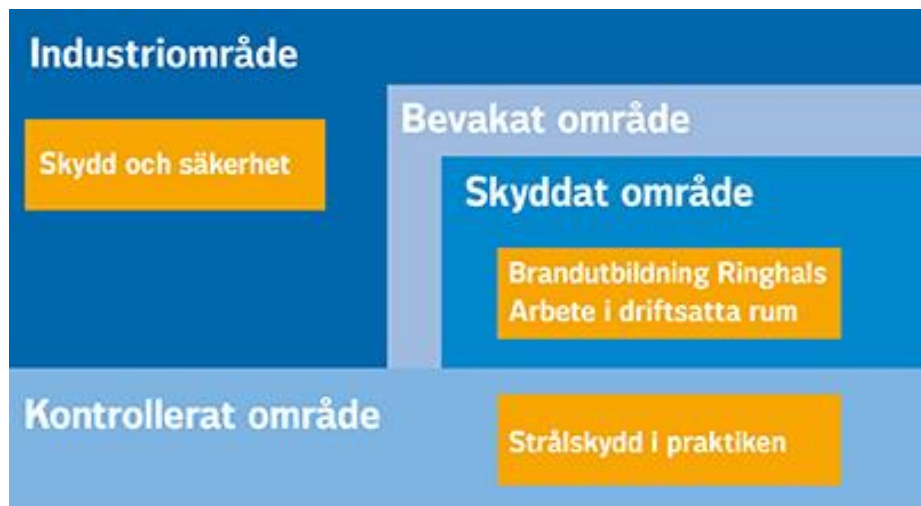 Industriområde
Skydd och säkerhet
Bevakat område
Skyddat område
Brandutbildning Ringhals
Arbete i driftsatta rum
Kontrollerat område
Strålskydd i praktiken